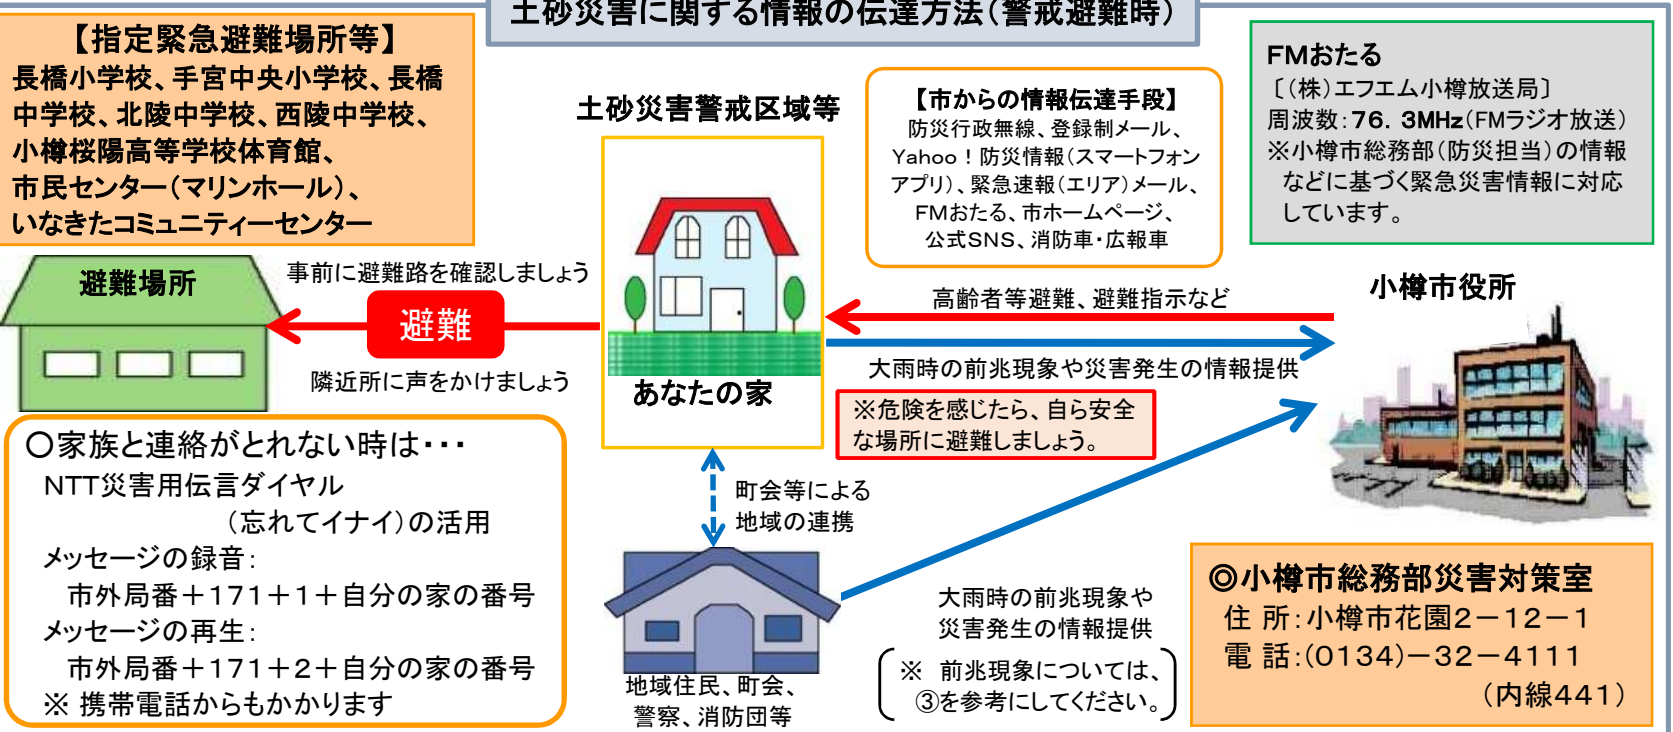 土砂災害に関する情報の伝達方法（警戒避難時）
【指定緊急避難場所等】
長橋小学校、手宮中央小学校、長橋
中学校、北陵中学校、西陵中学校、
小樽桜陽高等学校体育館、
市民センター（マリンホール）、
いなきたコミュニティーセンター
土砂災害警戒区域等
【市からの情報伝達手段】
防災行政無線、登録制メール、
Yahoo！防災情報（スマートフォン
アプリ）、緊急速報（エリア）メール、
FMおたる、市ホームページ、
公式SNS、消防車・広報車
FMおたる
〔（株）エフエム小樽放送局〕
周波数：76．3MHz（FMラジオ放送）
※小樽市総務部（防災担当）の情報
などに基づく緊急災害情報に対応
しています。
避難場所
事前に避難路を確認しましょう
避難
隣近所に声をかけましょう
あなたの家
高齢者等避難、避難指示など
小樽市役所
大雨時の前兆現象や災害発生の情報提供
※危険を感じたら、自ら安全
な場所に避難しましょう。
○家族と連絡がとれない時は・・・
NTT災害用伝言ダイヤル
（忘れてイナイ）の活用
メッセージの録音：
市外局番＋171＋1＋自分の家の番号
メッセージの再生：
市外局番＋171＋2＋自分の家の番号
※ 携帯電話からもかかります
町会等による
地域の連携
地域住民、町会、
警察、消防団等
大雨時の前兆現象や
災害発生の情報提供
※ 前兆現象については、
③を参考にしてください。
◎小樽市総務部災害対策室
住 所：小樽市花園2－12－1
電 話：（0134）－32－4111
（内線441）